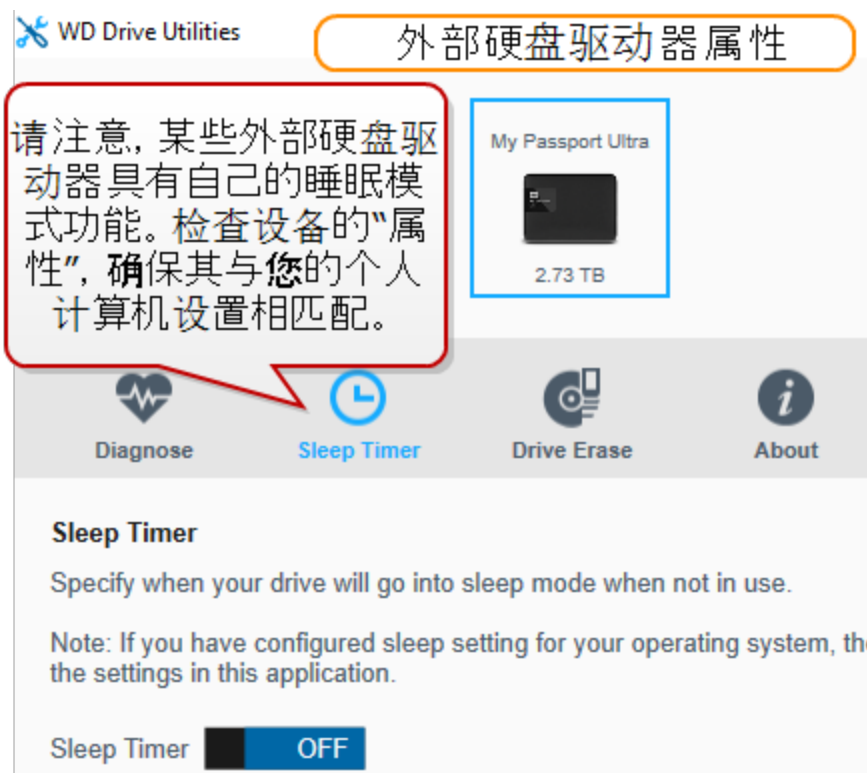 WD Drive Utilities
外部硬盘驱动器属性
请注意, 某些外部硬盘驱
动器具有自己的睡眠模
式功能。检查设备的“属
性”, 确保其与您的个人
计算机设置相匹配。
My Passport Ultra
2.73 TB
Diagnose
Sleep Timer
Drive Erase
About
Sleep Timer
Specify when your drive will go into sleep mode when not in use.
Note: If you have configured sleep setting for your operating system, the
the settings in this application.
Sleep Timer OFF